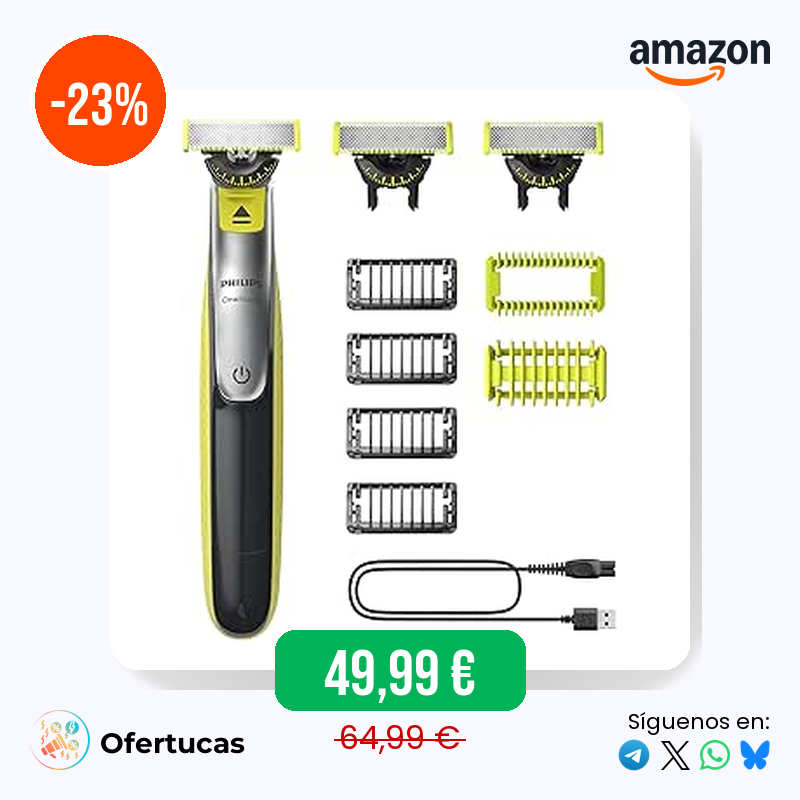 -23%
amazon
PHILIPS
OneBlade
49,99 €
64,99 €
Ofertucas
Síguenos en: